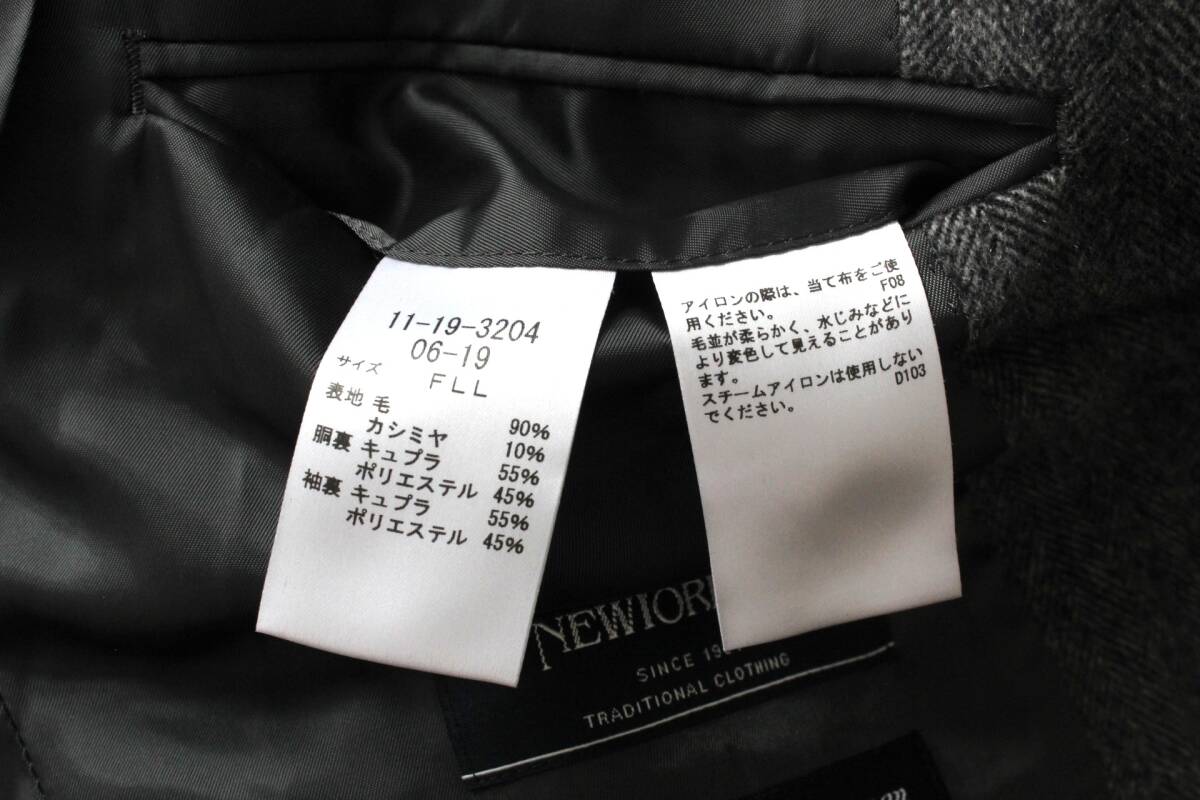 11-19-3204
06-19
サイズ FLL
表地 毛 90%
カシミヤ 10%
胴裏 キュプラ 55%
ポリエステル 45%
袖裏 キュプラ 55%
ポリエステル 45%
アイロンの際は、当て布をご使
用ください。 F08
毛並が柔らかく、水じみなどに
より変色して見えることがあり
ます。
スチームアイロンは使用しない
でください。 D103
SINCE
TRADITIONAL CLOTHING